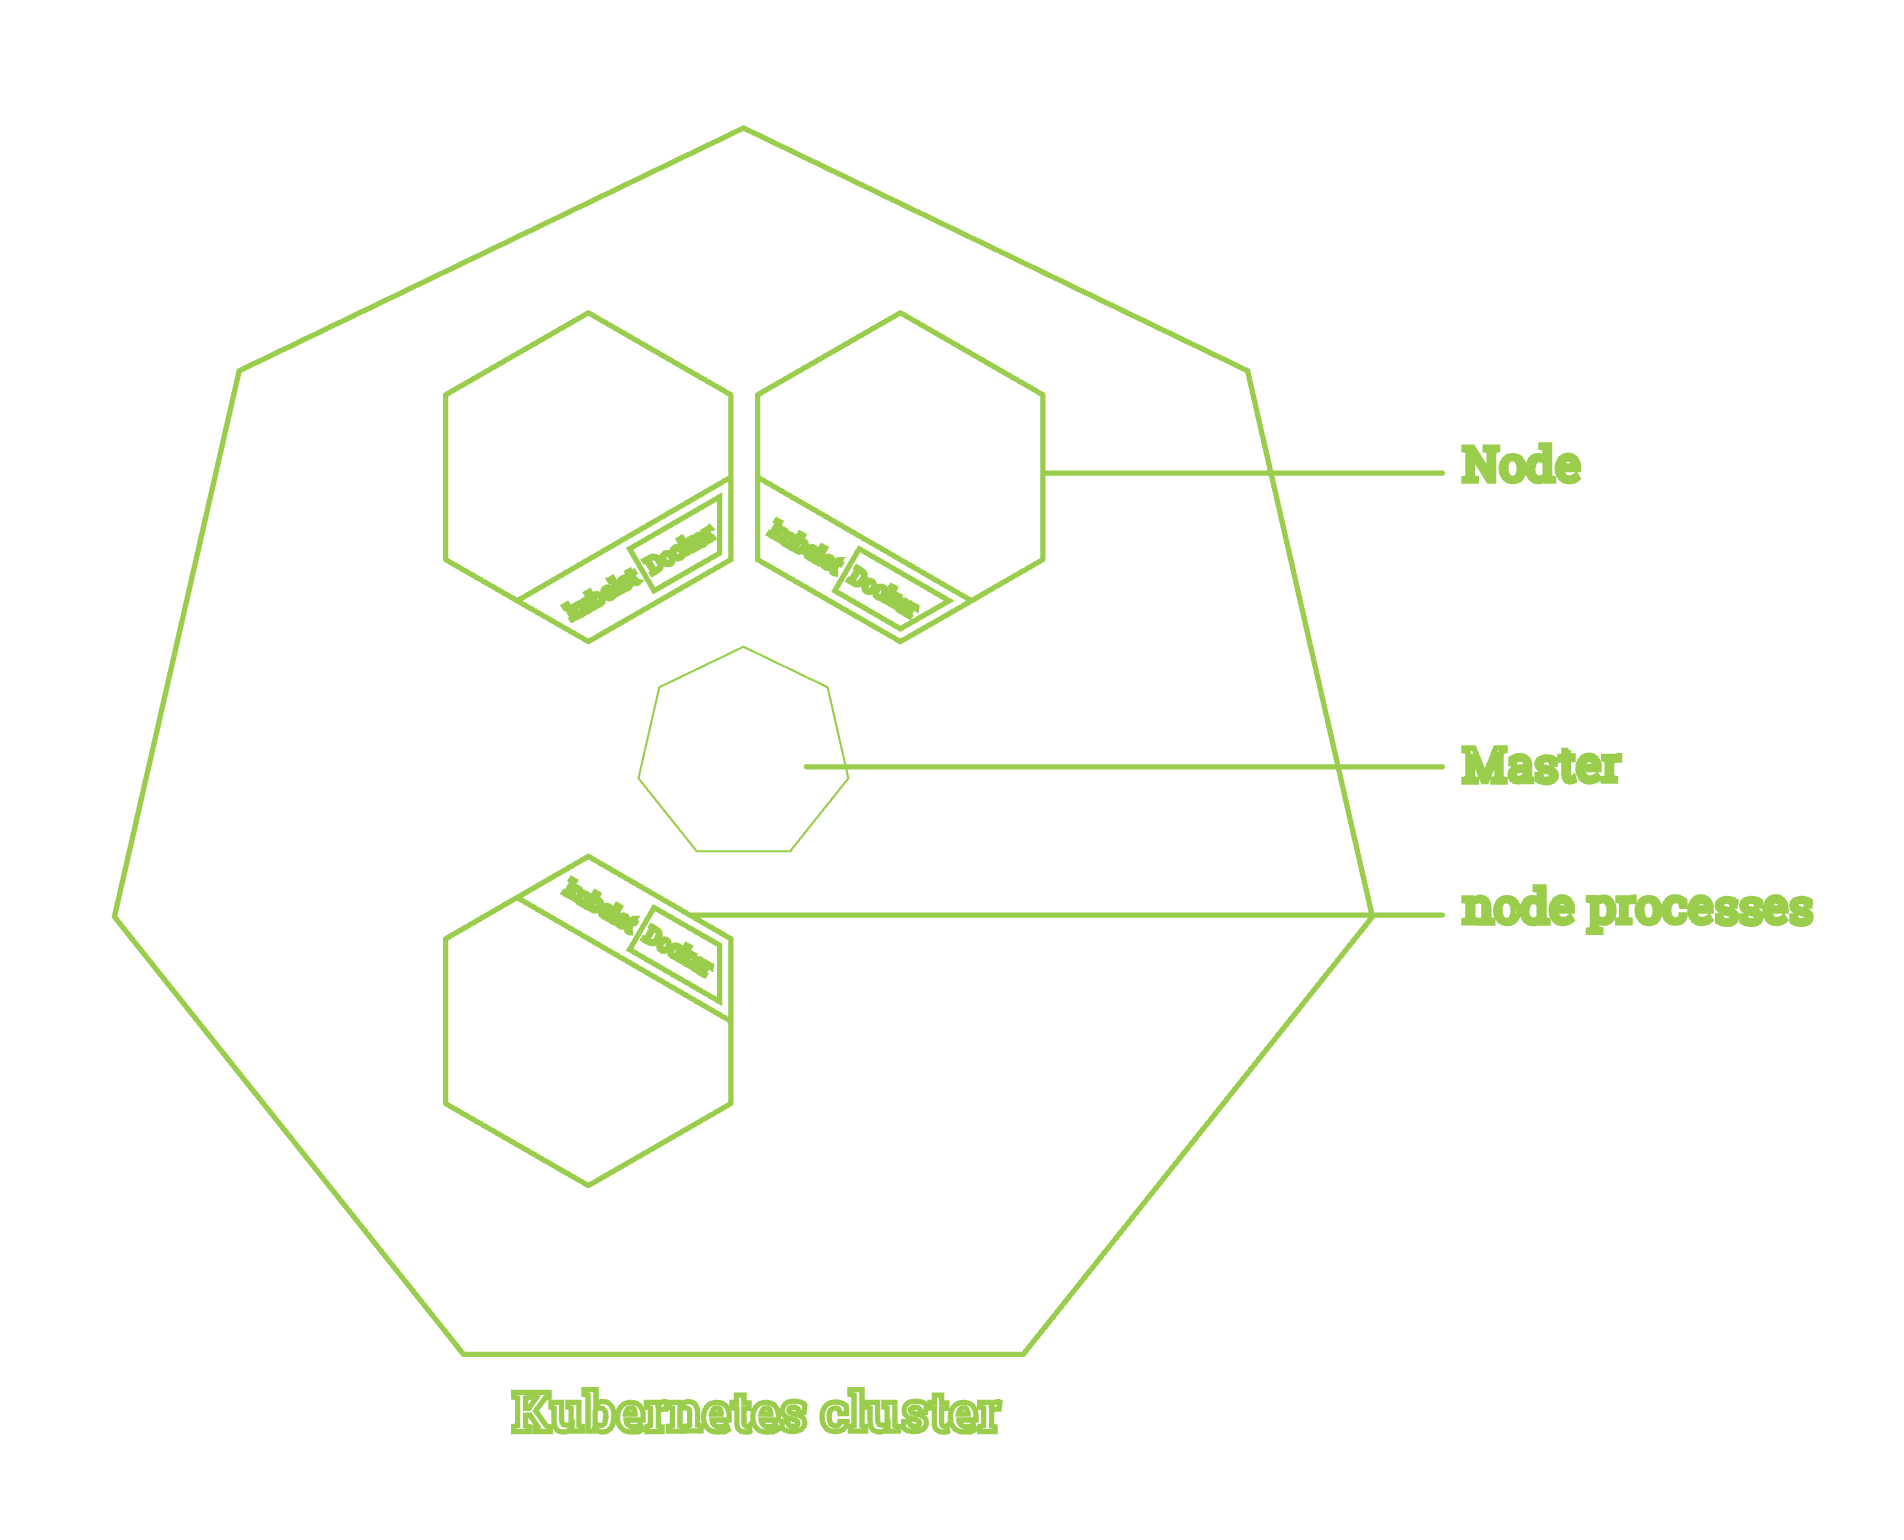 Node
Docker
kubelet
kubelet
Docker
Master
kubelet
node processes
Docker
Kubernetes cluster